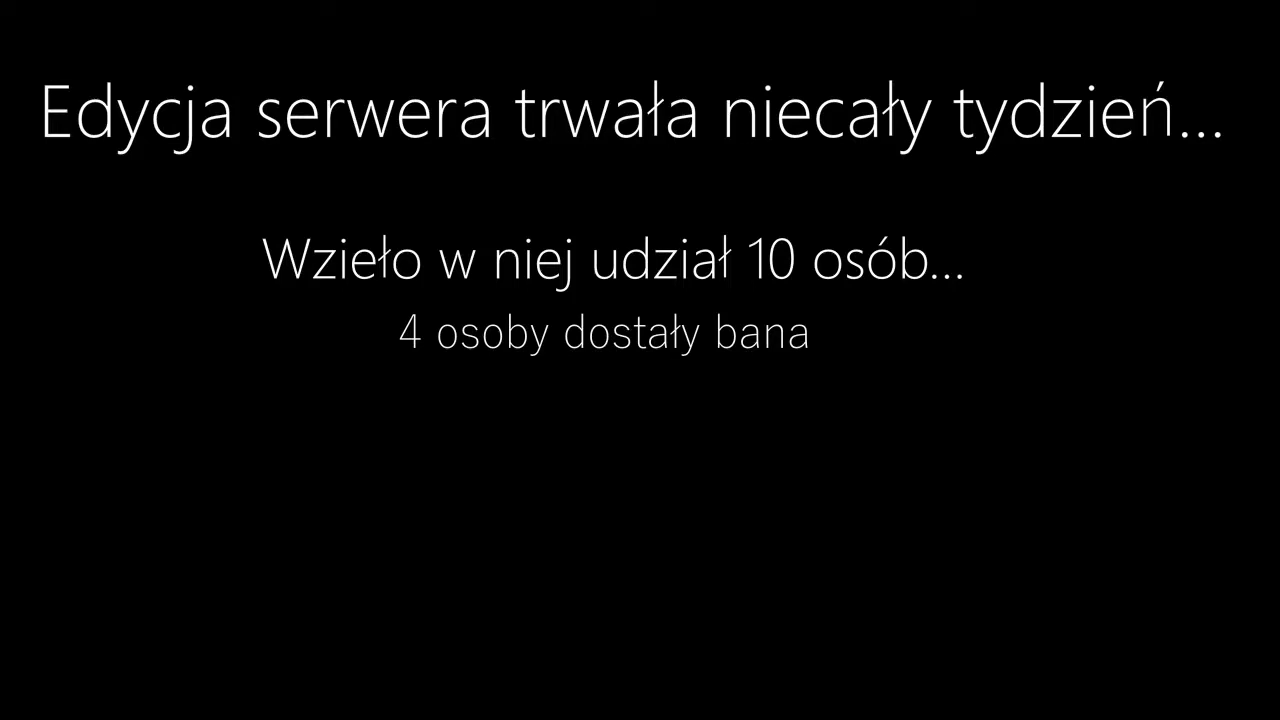 Edycja serwera trwała niecały tydzień...
Wzieło w niej udział 10 osób...
4 osoby dostały bana